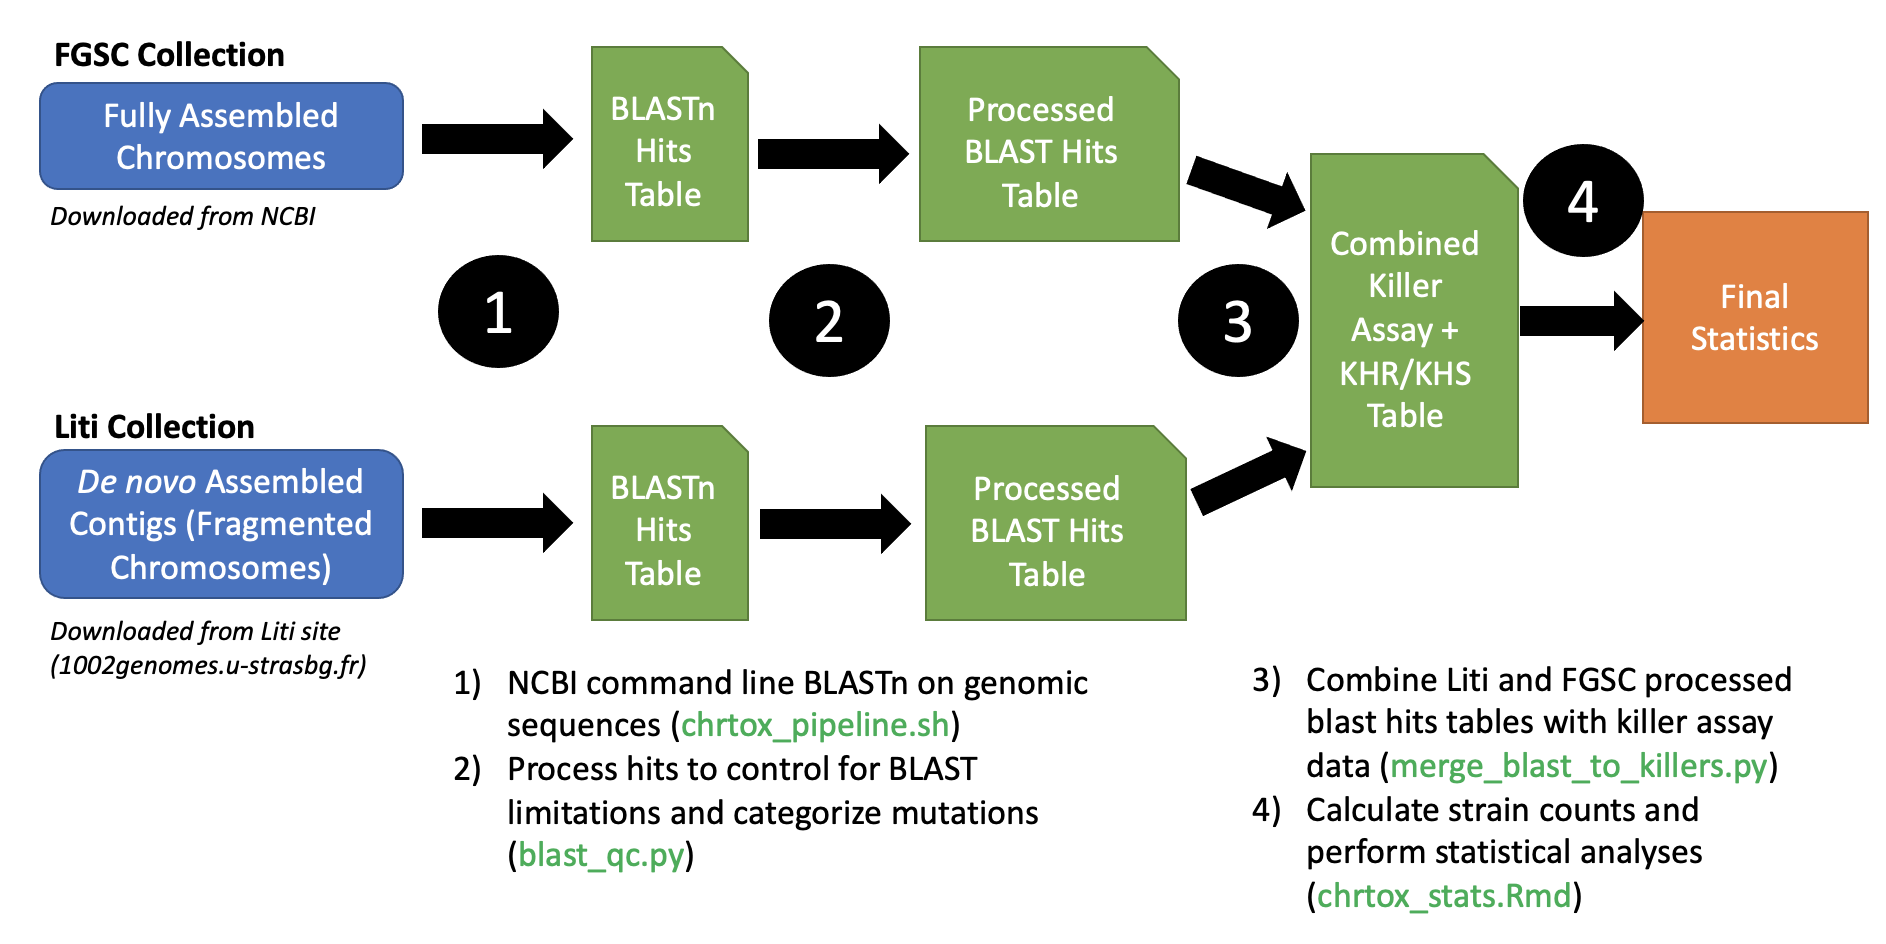 FGSC Collection
Fully Assembled
Chromosomes
Downloaded from NCBI
BLASTn
Hits
Table
Processed
BLAST Hits
Table
1
2
3
Combined
Killer
Assay +
KHR/KHS
Table
4
Final
Statistics
Liti Collection
De novo Assembled
Contigs (Fragmented
Chromosomes)
Downloaded from Liti site
(1002genomes.u-strasbg.fr)
BLASTn
Hits
Table
Processed
BLAST Hits
Table
1) NCBI command line BLASTn on genomic
sequences (chrtox_pipeline.sh)
2) Process hits to control for BLAST
limitations and categorize mutations
(blast_qc.py)
3) Combine Liti and FGSC processed
blast hits tables with killer assay
data (merge_blast_to_killers.py)
4) Calculate strain counts and
perform statistical analyses
(chrtox_stats.Rmd)